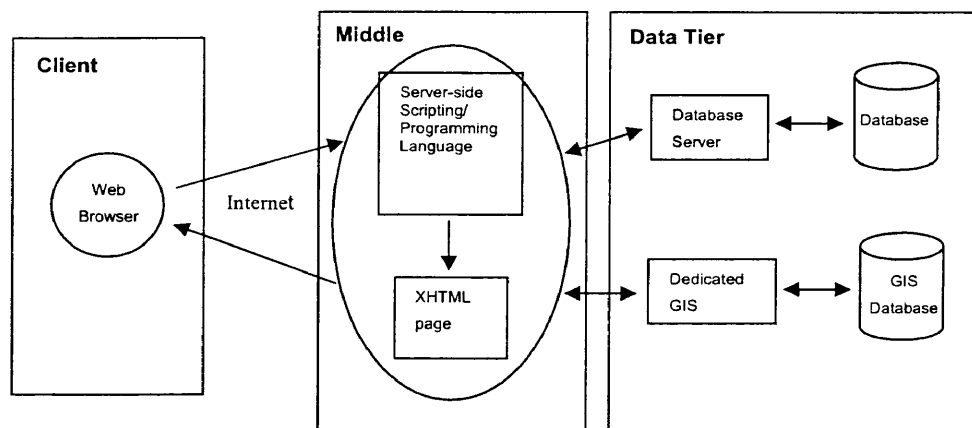 Client
Web
Browser
Internet
Middle
Server-side
Scripting/
Programming
Language
XHTML
page
Data Tier
Database
Server
Database
Dedicated
GIS
GIS
Database